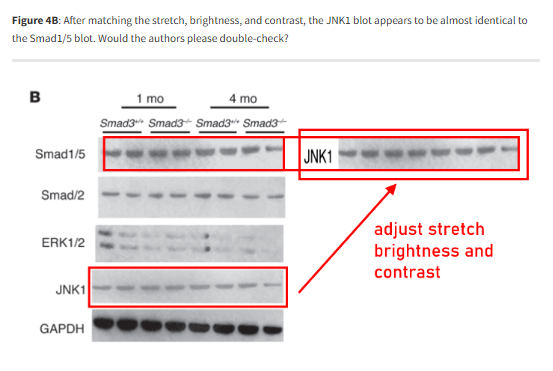 Figure 4B: After matching the stretch, brightness, and contrast, the JNK1 blot appears to be almost identical to
the Smad1/5 blot. Would the authors please double-check?
B
1 mo 4 mo
Smad3+/+ Smad3-/- Smad3+/+ Smad3-/-
Smad1/5
JNK1
Smad/2
ERK1/2
adjust stretch
brightness and
contrast
JNK1
GAPDH